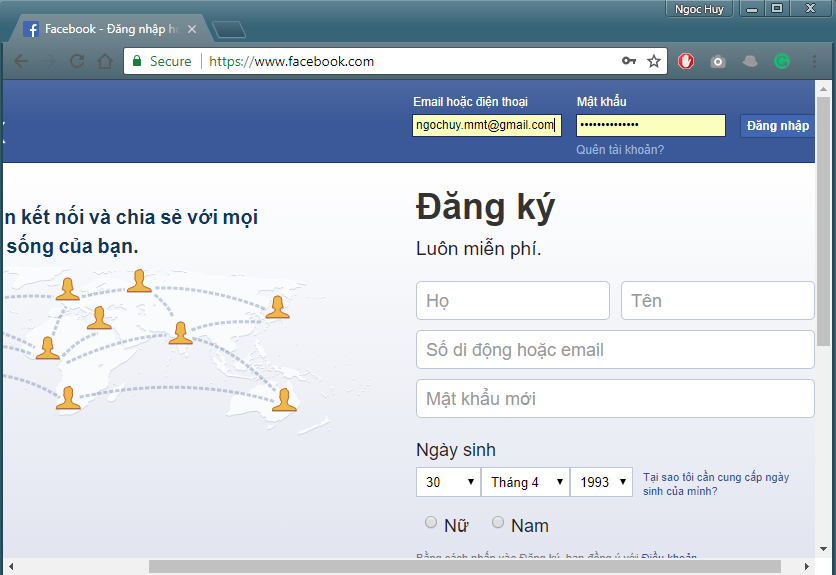 Ngoc Huy
Facebook - Đăng nhập h
Secure
https://www.facebook.com
Email hoặc điện thoại
Mật khẩu
ngochuy.mmt@gmail.com
••••••••••••••
Đăng nhập
Quên tài khoản?
n kết nối và chia sẻ với mọi
sống của bạn.
Đăng ký
Luôn miễn phí.
Họ
Tên
Số di động hoặc email
Mật khẩu mới
Ngày sinh
30
Tháng 4
1993
Tại sao tôi cần cung cấp ngày
sinh của mình?
Nữ
Nam
Bằng cách nhấp vào Đăng ký, bạn đồng ý với Điều khoản